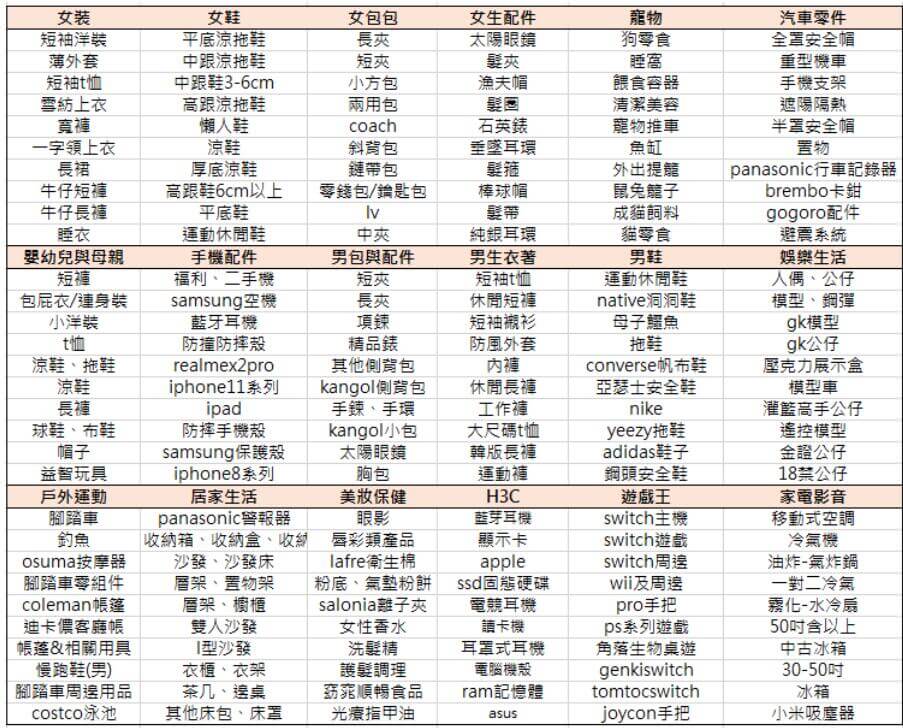 女裝 女鞋 女包包 女生配件 寵物 汽車零件
短袖洋裝 平底涼拖鞋 長夾 太陽眼鏡 狗零食 全罩安全帽
薄外套 中跟涼拖鞋 短夾 髮夾 睡窩 重型機車
短袖t恤 中跟鞋3-6cm 小方包 漁夫帽 餵食容器 手機支架
雪紡上衣 高跟涼拖鞋 兩用包 髮圈 清潔美容 遮陽隔熱
寬褲 懶人鞋 coach 石英錶 寵物推車 半罩安全帽
一字領上衣 涼鞋 斜背包 垂墜耳環 魚缸 置物
長裙 厚底涼鞋 鏈帶包 髮箍 外出提籠 panasonic行車記錄器
牛仔短褲 高跟鞋6cm以上 零錢包/鑰匙包 棒球帽 鼠兔籠子 brembo卡鉗
牛仔長褲 平底鞋 lv 髮帶 成貓飼料 gogoro配件
睡衣 運動休閒鞋 中夾 純銀耳環 貓零食 避震系統
嬰幼兒與母親 手機配件 男包與配件 男生衣著 男鞋 娛樂生活
短褲 福利、二手機 短夾 短袖t恤 運動休閒鞋 人偶、公仔
包屁衣/連身裝 samsung空機 長夾 休閒短褲 native洞洞鞋 模型、鋼彈
小洋裝 藍牙耳機 項鍊 短袖襯衫 母子鱷魚 gk模型
t恤 防撞防摔殼 精品錶 防風外套 拖鞋 gk公仔
涼鞋、拖鞋 realmex2pro 其他側背包 內褲 converse帆布鞋 壓克力展示盒
涼鞋 iphone11系列 kangol側背包 休閒長褲 亞瑟士安全鞋 模型車
長褲 ipad 手鍊、手環 工作褲 nike 灌籃高手公仔
球鞋、布鞋 防摔手機殼 kangol小包 大尺碼t恤 yeezy拖鞋 遙控模型
帽子 samsung保護殼 太陽眼鏡 韓版長褲 adidas鞋子 金證公仔
益智玩具 iphone8系列 胸包 運動褲 鋼頭安全鞋 18禁公仔
戶外運動 居家生活 美妝保健 H3C 遊戲王 家電影音
腳踏車 panasonic警報器 眼影 藍芽耳機 switch主機 移動式空調
釣魚 收納箱、收納盒、收納 唇彩類產品 顯示卡 switch遊戲 冷氣機
osuma按摩器 沙發、沙發床 lafre衛生棉 apple switch周邊 油炸-氣炸鍋
腳踏車零組件 層架、置物架 粉底、氣墊粉餅 ssd固態硬碟 wii及周邊 一對二冷氣
coleman帳篷 層架、櫥櫃 salonia離子夾 電競耳機 pro手把 霧化-水冷扇
迪卡儂客廳帳 雙人沙發 女性香水 讀卡機 ps系列遊戲 50吋含以上
帳蓬&相關用具 l型沙發 洗髮精 耳罩式耳機 角落生物桌遊 中古冰箱
慢跑鞋(男) 衣櫃、衣架 護髮調理 電腦機殼 genkiswitch 30-50吋
腳踏車周邊用品 茶几、邊桌 窈窕順暢食品 ram記憶體 tomtocswitch 冰箱
costco泳池 其他床包、床罩 光療指甲油 asus joycon手把 小米吸塵器